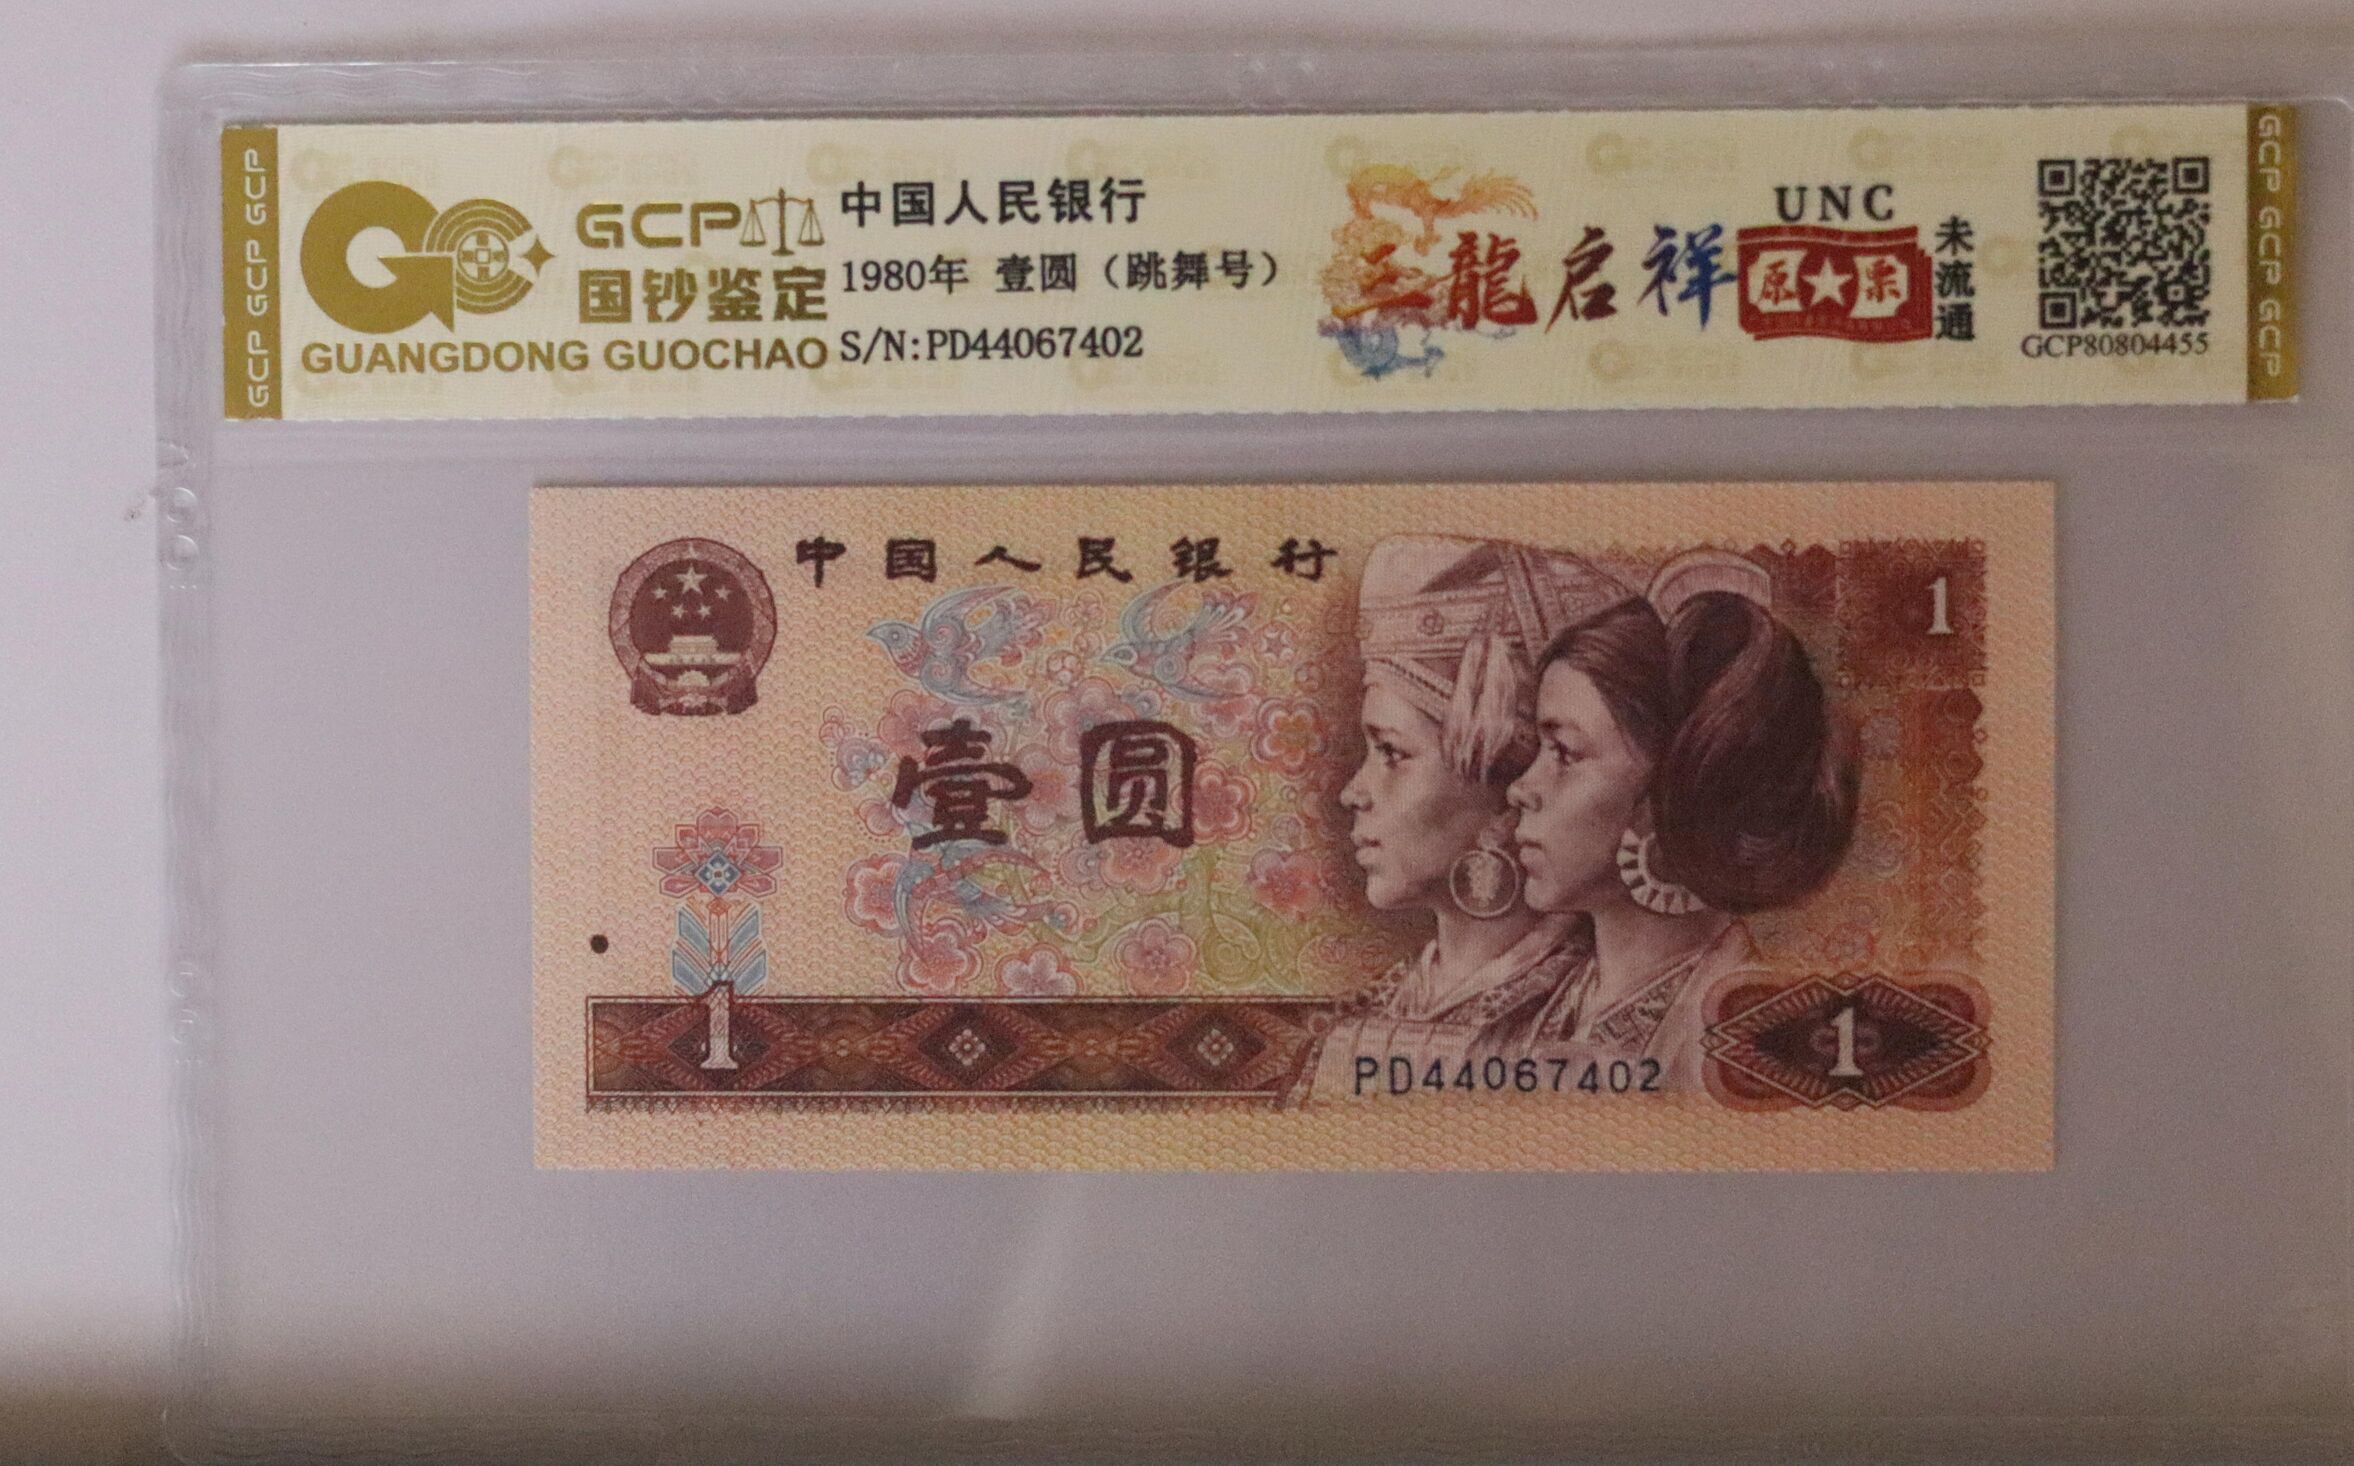 GCP GCP GCP
GCP
国钞鉴定
GUANGDONG GUOCHAO
中国人民银行
1980年 壹圆（跳舞号）
S/N:PD44067402
三龍启祥
UNC
原★票
未流通
GCP80804455
GCP GCP GCP
中国人民银行
1
壹圆
1
PD44067402
1